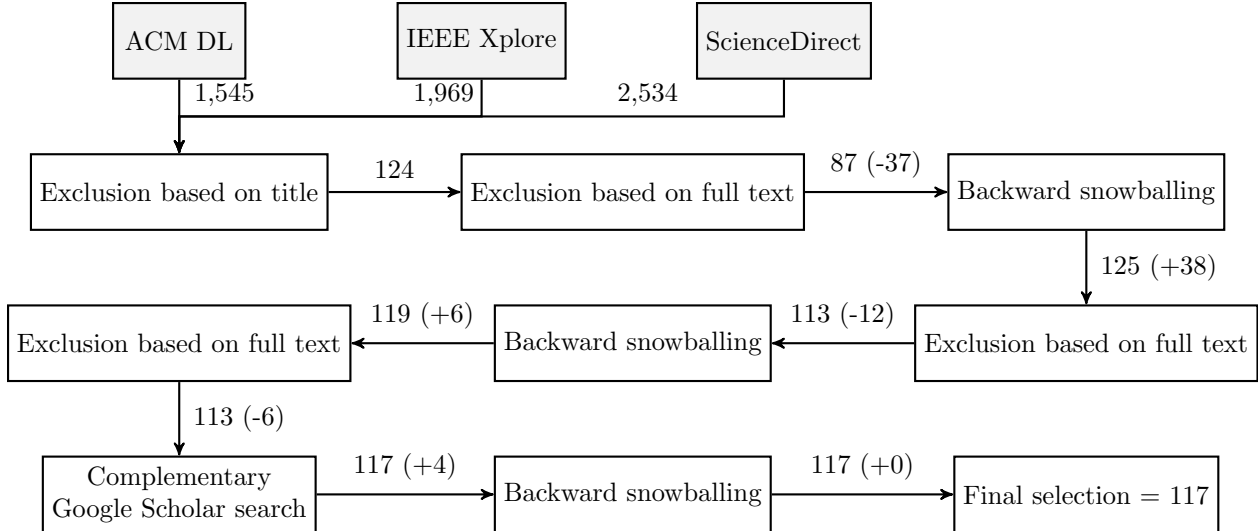 ACM DL
IEEE Xplore
ScienceDirect
1,545
1,969
2,534
Exclusion based on title
124
Exclusion based on full text
87 (-37)
Backward snowballing
125 (+38)
Exclusion based on full text
113 (-12)
Backward snowballing
119 (+6)
Exclusion based on full text
113 (-6)
Complementary
Google Scholar search
117 (+4)
Backward snowballing
117 (+0)
Final selection = 117